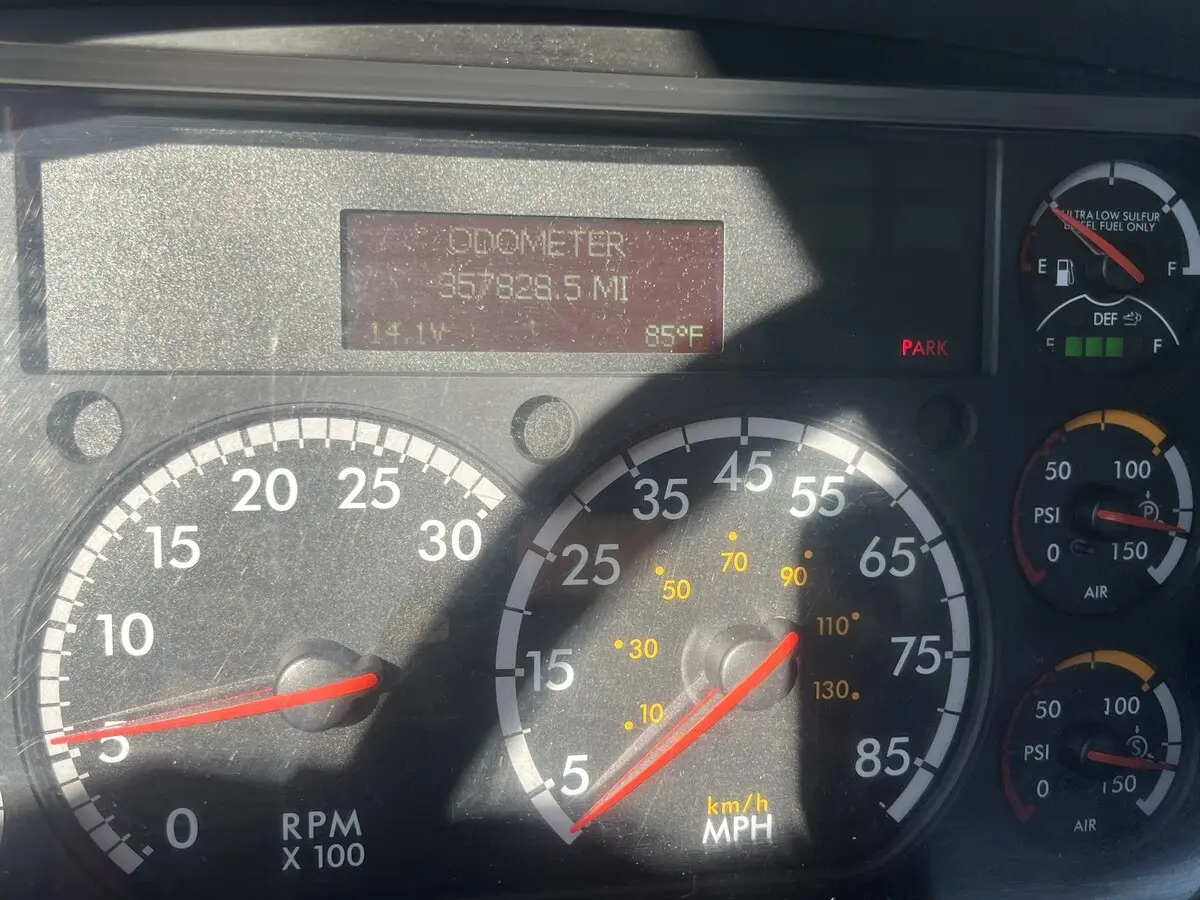 ODOMETER
357828.5 MI
14.1V 85°F
PARK
ULTRA LOW SULFUR
DIESEL FUEL ONLY
E F
DEF
E F
0 5 10 15 20 25 30
RPM
X 100
5 15 25 35 45 55 65 75 85
10 30 50 70 90 110 130
km/h
MPH
50 100
PSI P
0 150
AIR
50 100
PSI S
0 150
AIR